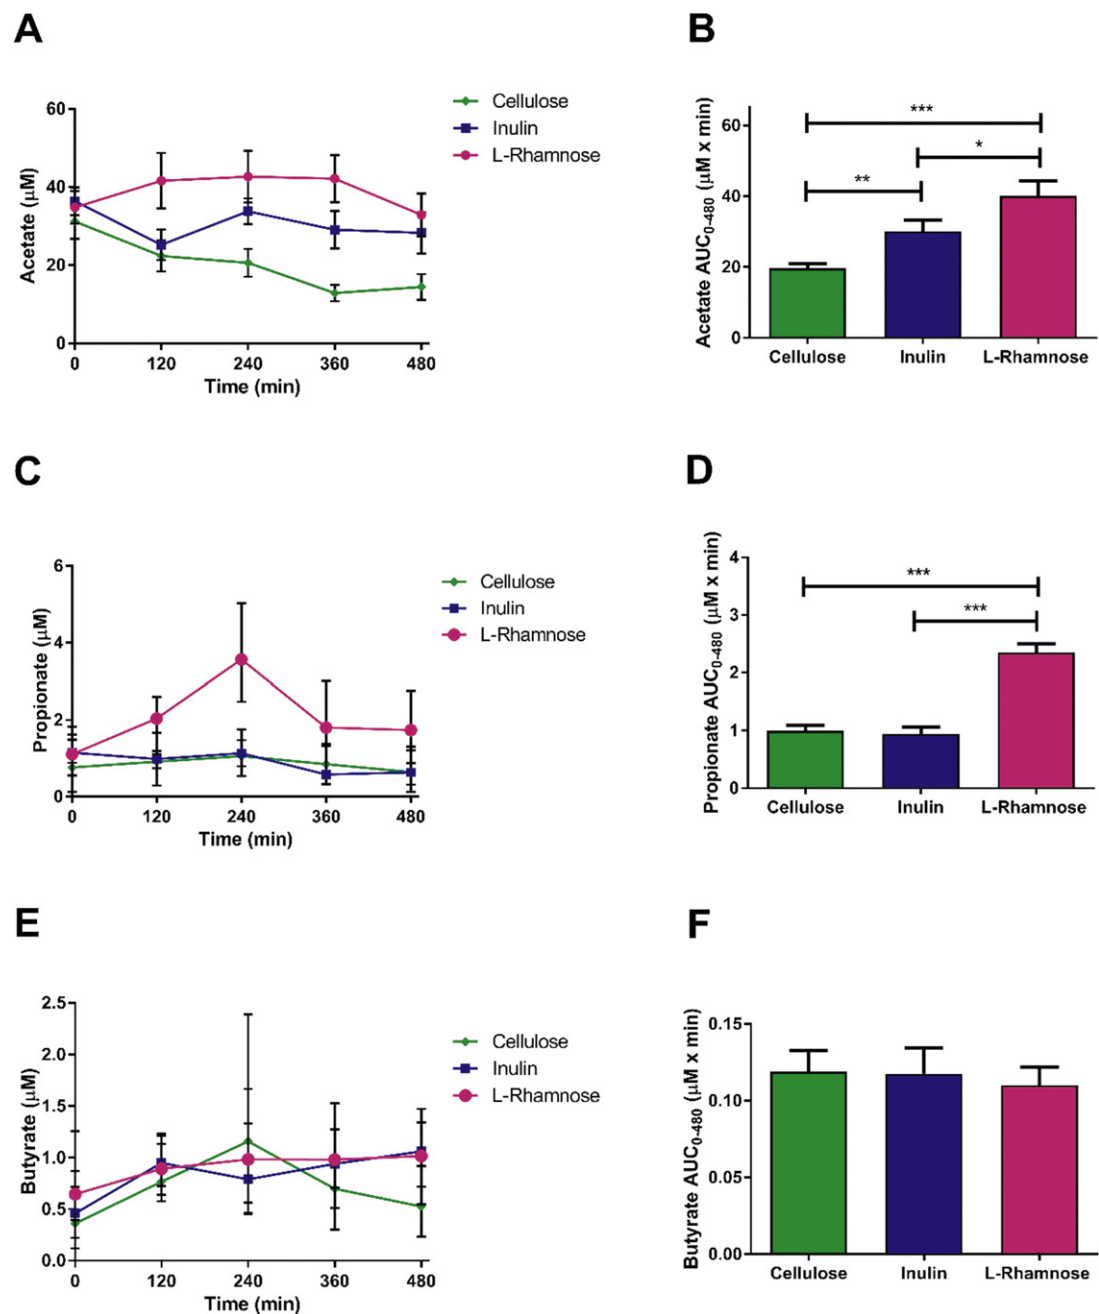 A
B
Cellulose
Inulin
L-Rhamnose
Acetate (μM)
60
40
20
0
0 120 240 360 480
Time (min)
Acetate AUC0-480 (μM x min)
60
40
20
0
***
*
**
Cellulose Inulin L-Rhamnose
C
D
Cellulose
Inulin
L-Rhamnose
Propionate (μM)
6
4
2
0
0 120 240 360 480
Time (min)
Propionate AUC0-480 (μM x min)
4
3
2
1
0
***
***
Cellulose Inulin L-Rhamnose
E
F
Cellulose
Inulin
L-Rhamnose
Butyrate (μM)
2.5
2.0
1.5
1.0
0.5
0.0
0 120 240 360 480
Time (min)
Butyrate AUC0-480 (μM x min)
0.15
0.10
0.05
0.00
Cellulose Inulin L-Rhamnose